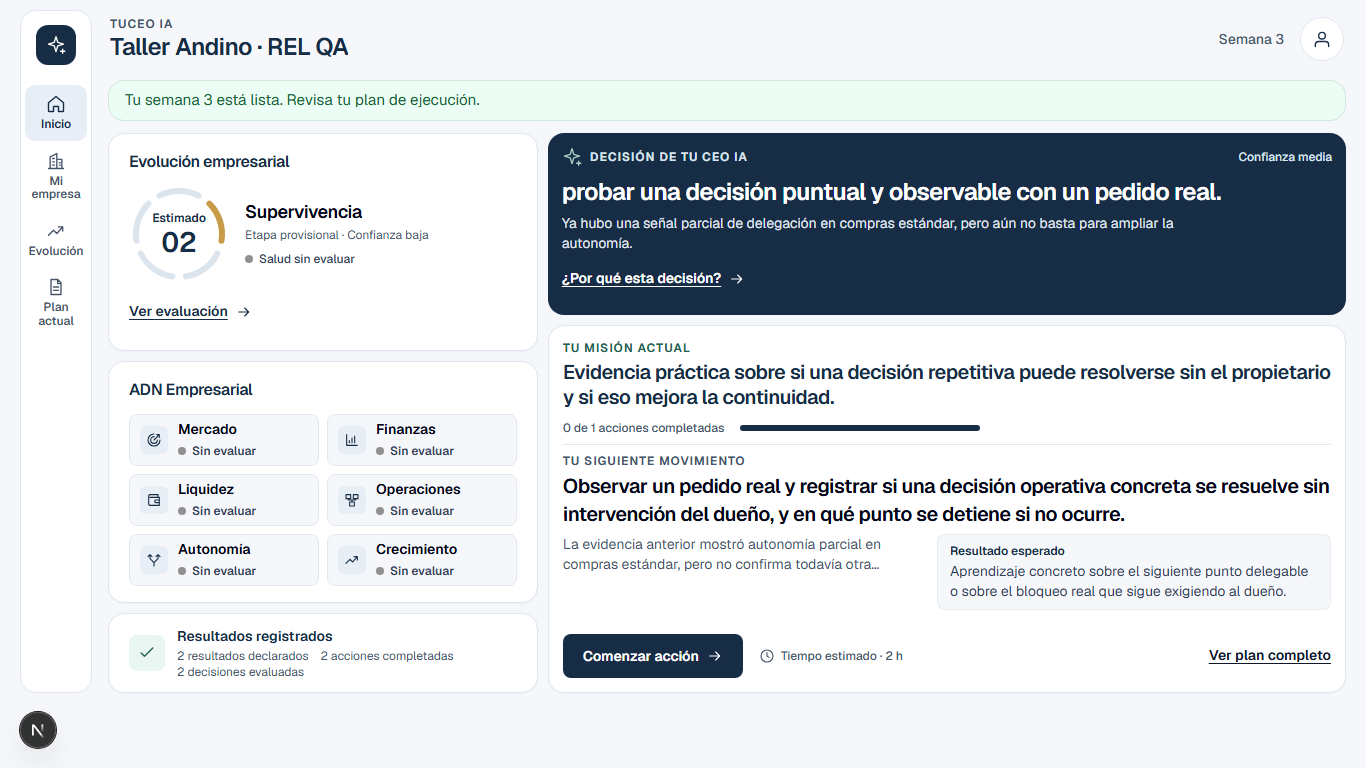 TUCEO IA
Taller Andino · REL QA
Semana 3
Inicio
Mi
empresa
Evolución
Plan
actual
Tu semana 3 está lista. Revisa tu plan de ejecución.
Evolución empresarial
Estimado
02
Supervivencia
Etapa provisional · Confianza baja
Salud sin evaluar
Ver evaluación
ADN Empresarial
Mercado
Sin evaluar
Finanzas
Sin evaluar
Liquidez
Sin evaluar
Operaciones
Sin evaluar
Autonomía
Sin evaluar
Crecimiento
Sin evaluar
Resultados registrados
2 resultados declarados 2 acciones completadas
2 decisiones evaluadas
DECISIÓN DE TU CEO IA
Confianza media
probar una decisión puntual y observable con un pedido real.
Ya hubo una señal parcial de delegación en compras estándar, pero aún no basta para ampliar la
autonomía.
¿Por qué esta decisión?
TU MISIÓN ACTUAL
Evidencia práctica sobre si una decisión repetitiva puede resolverse sin el propietario
y si eso mejora la continuidad.
0 de 1 acciones completadas
TU SIGUIENTE MOVIMIENTO
Observar un pedido real y registrar si una decisión operativa concreta se resuelve sin
intervención del dueño, y en qué punto se detiene si no ocurre.
La evidencia anterior mostró autonomía parcial en
compras estándar, pero no confirma todavía otra...
Resultado esperado
Aprendizaje concreto sobre el siguiente punto delegable
o sobre el bloqueo real que sigue exigiendo al dueño.
Comenzar acción
Tiempo estimado · 2 h
Ver plan completo
N